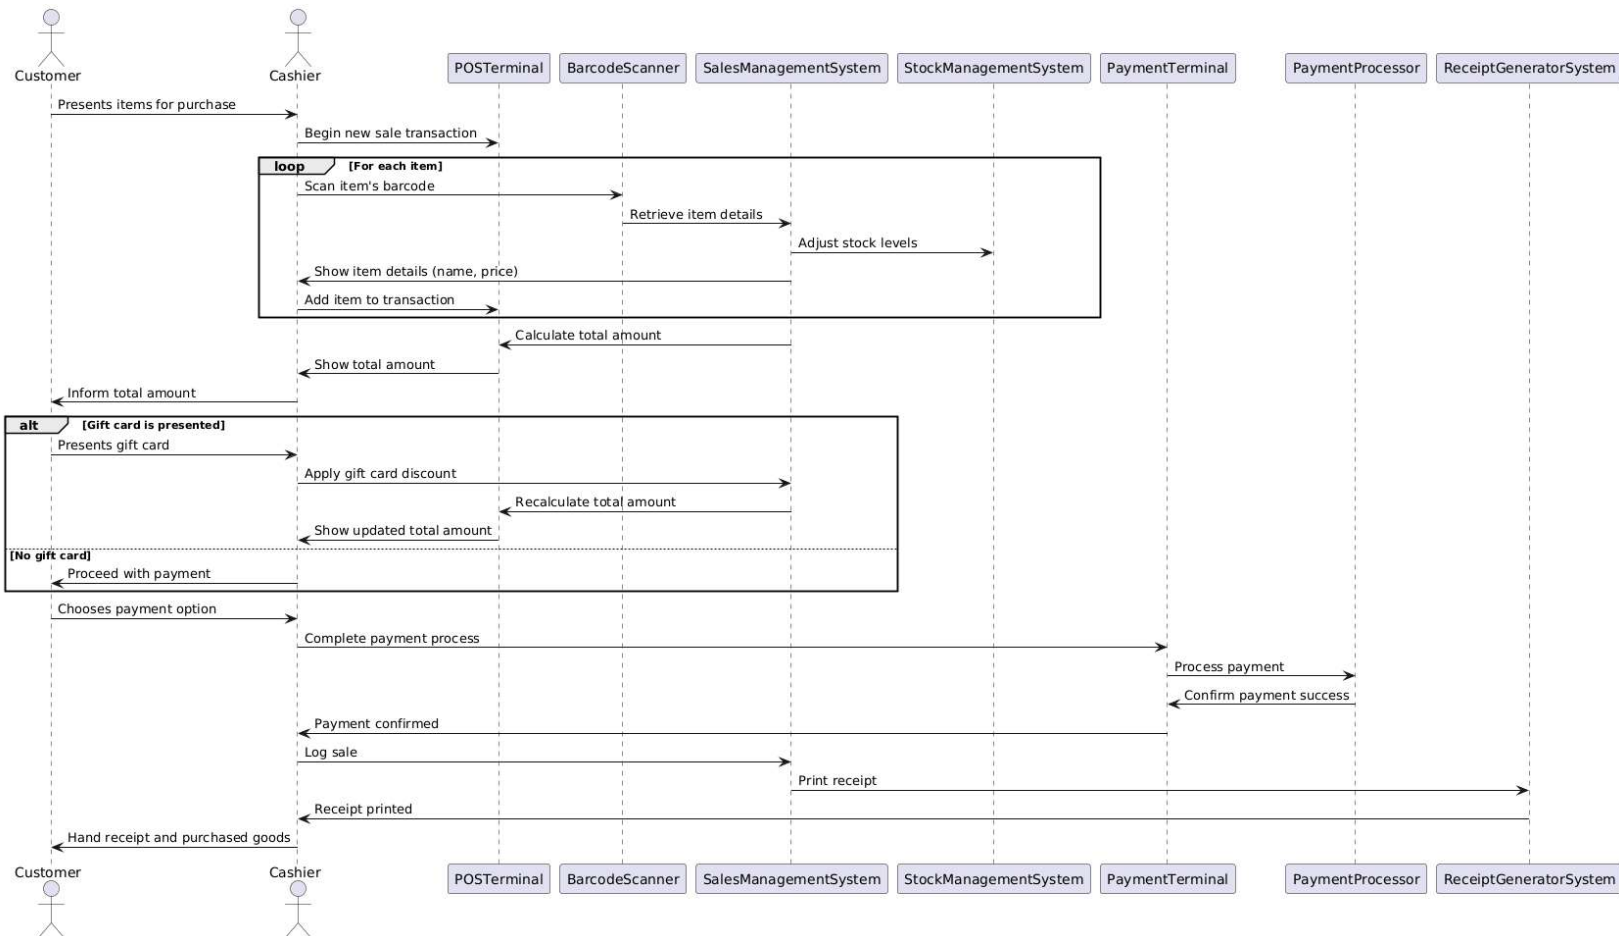 Customer
Cashier
POSTerminal
BarcodeScanner
SalesManagementSystem
StockManagementSystem
PaymentTerminal
PaymentProcessor
ReceiptGeneratorSystem
Presents items for purchase
Begin new sale transaction
loop
[For each item]
Scan item's barcode
Retrieve item details
Adjust stock levels
Show item details (name, price)
Add item to transaction
Calculate total amount
Show total amount
Inform total amount
alt
[Gift card is presented]
Presents gift card
Apply gift card discount
Recalculate total amount
Show updated total amount
[No gift card]
Proceed with payment
Chooses payment option
Complete payment process
Process payment
Confirm payment success
Payment confirmed
Log sale
Print receipt
Receipt printed
Hand receipt and purchased goods
Customer
Cashier
POSTerminal
BarcodeScanner
SalesManagementSystem
StockManagementSystem
PaymentTerminal
PaymentProcessor
ReceiptGeneratorSystem